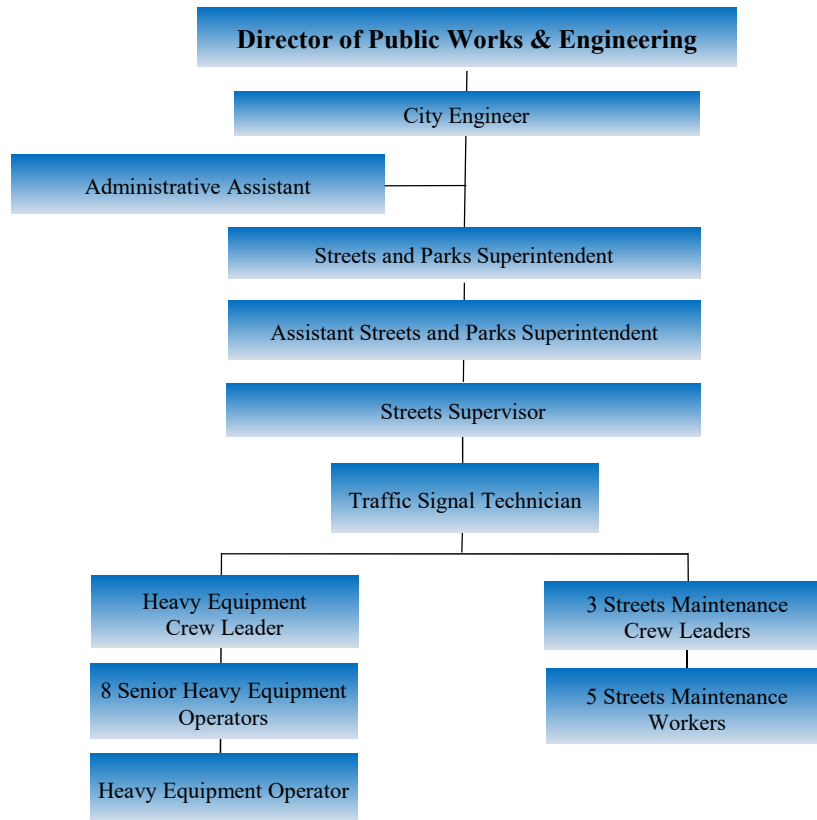 Director of Public Works & Engineering
City Engineer
Administrative Assistant
Streets and Parks Superintendent
Assistant Streets and Parks Superintendent
Streets Supervisor
Traffic Signal Technician
Heavy Equipment
Crew Leader
8 Senior Heavy Equipment
Operators
Heavy Equipment Operator
3 Streets Maintenance
Crew Leaders
5 Streets Maintenance
Workers